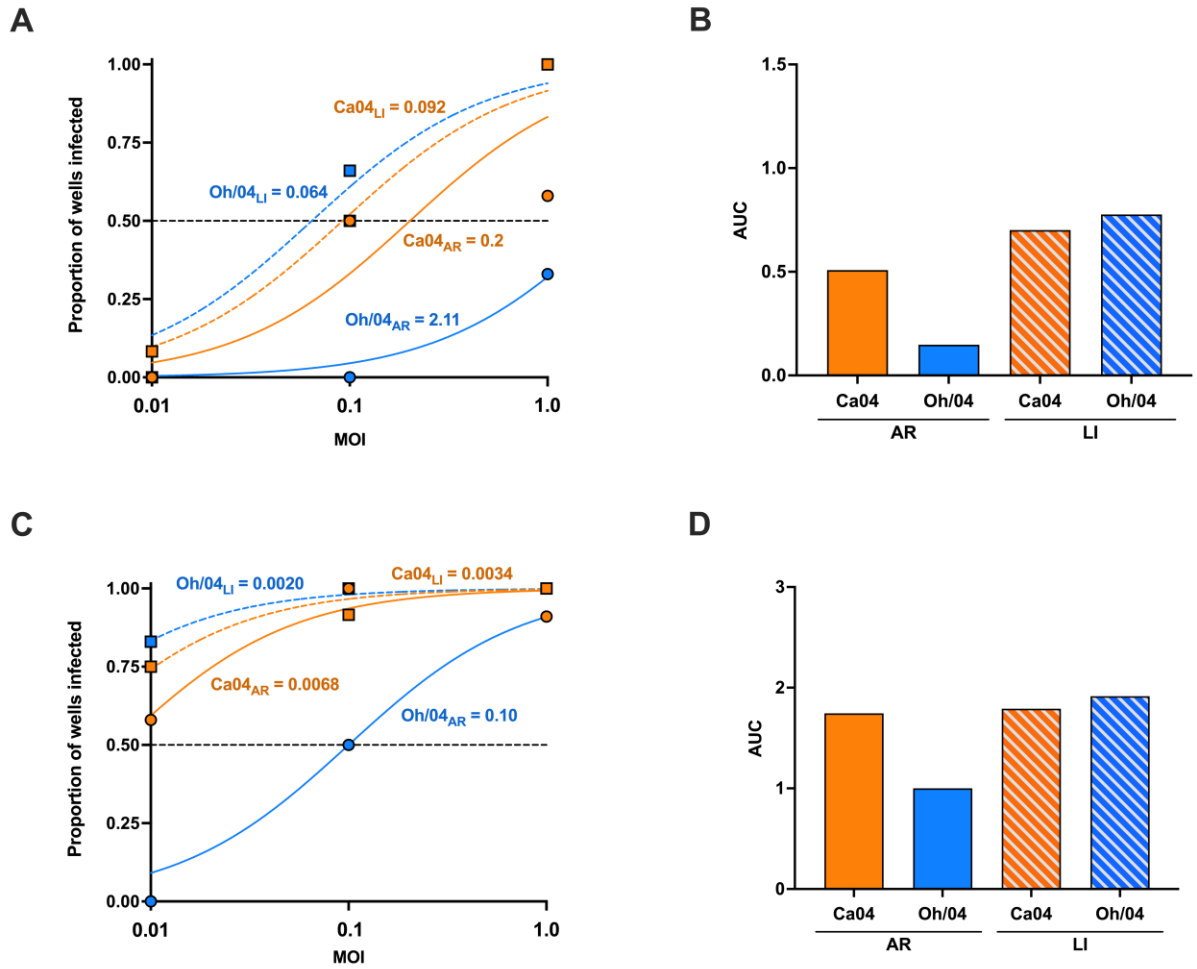 A
Proportion of wells infected
1.00
0.75
0.50
0.25
0.00
Ca04LI = 0.092
Oh/04LI = 0.064
Ca04AR = 0.2
Oh/04AR = 2.11
0.01
0.1
1.0
MOI
B
AUC
1.5
1.0
0.5
0.0
Ca04
Oh/04
Ca04
Oh/04
AR
LI
C
Proportion of wells infected
1.00
0.75
0.50
0.25
0.00
Oh/04LI = 0.0020
Ca04LI = 0.0034
Ca04AR = 0.0068
Oh/04AR = 0.10
0.01
0.1
1.0
MOI
D
AUC
3
2
1
0
Ca04
Oh/04
Ca04
Oh/04
AR
LI